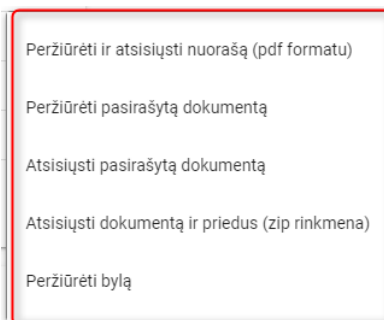 Peržiūrėti ir atsisiųsti nuorašą (pdf formatu)
Peržiūrėti pasirašytą dokumentą
Atsisiųsti pasirašytą dokumentą
Atsisiųsti dokumentą ir priedus (zip rinkmena)
Peržiūrėti bylą